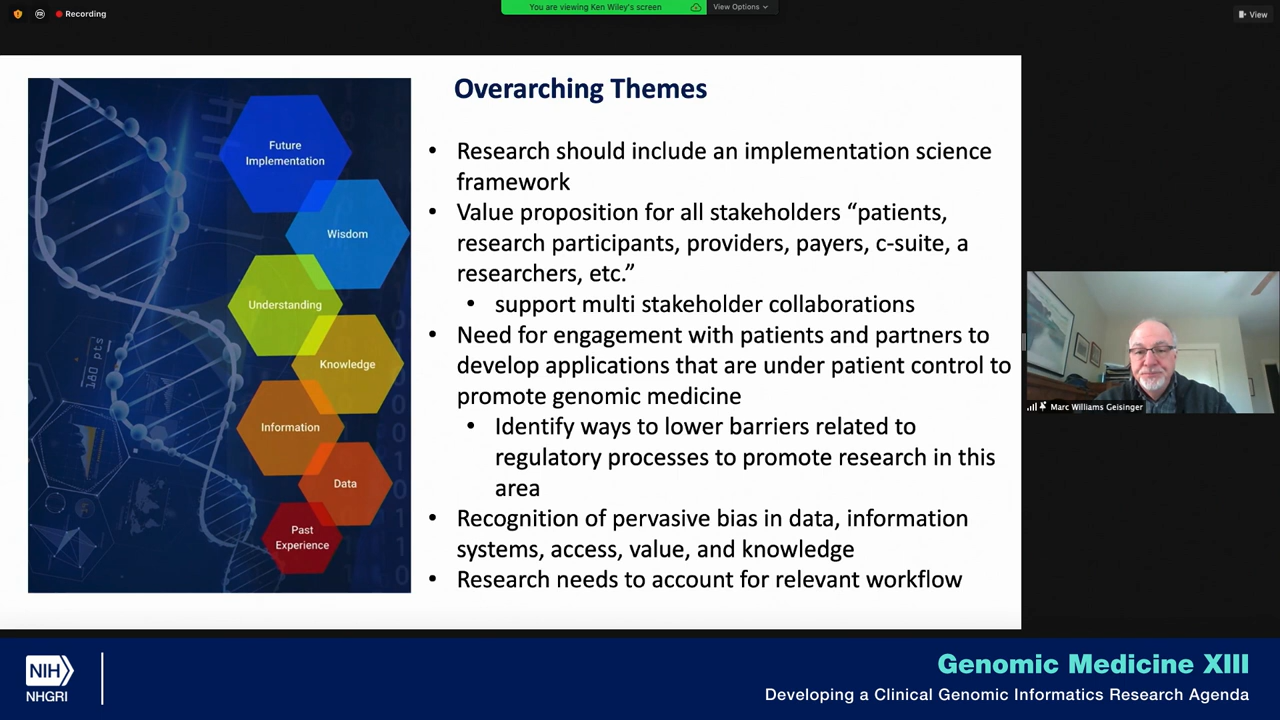 Recording
You are viewing Ken Wiley's screen
View Options
View
Future
Implementation
Wisdom
Understanding
Knowledge
Information
Data
Past
Experience
180 pts
Overarching Themes
• Research should include an implementation science
framework
• Value proposition for all stakeholders “patients,
research participants, providers, payers, c-suite, a
researchers, etc.”
• support multi stakeholder collaborations
• Need for engagement with patients and partners to
develop applications that are under patient control to
promote genomic medicine
• Identify ways to lower barriers related to
regulatory processes to promote research in this
area
• Recognition of pervasive bias in data, information
systems, access, value, and knowledge
• Research needs to account for relevant workflow
Marc Williams Geisinger
NIH
NHGRI
Genomic Medicine XIII
Developing a Clinical Genomic Informatics Research Agenda